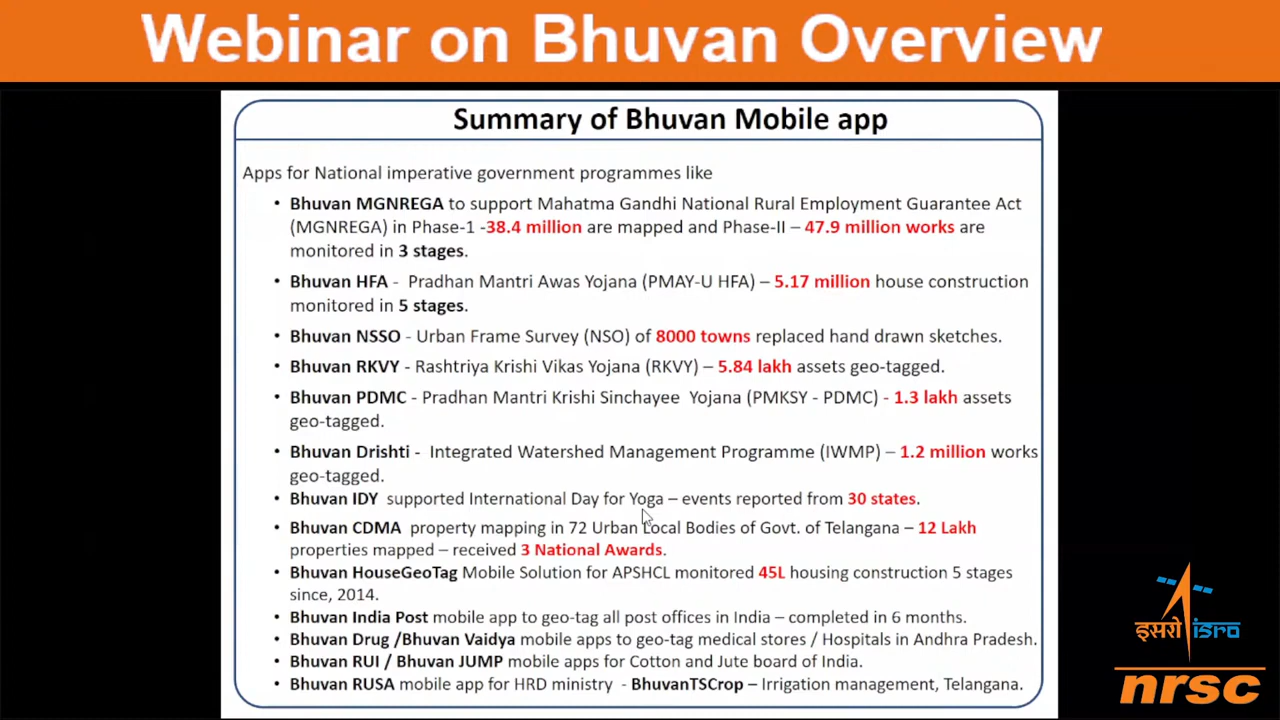 Webinar on Bhuvan Overview
Summary of Bhuvan Mobile app
Apps for National imperative government programmes like
• Bhuvan MGNREGA to support Mahatma Gandhi National Rural Employment Guarantee Act
(MGNREGA) in Phase-1 -38.4 million are mapped and Phase-II – 47.9 million works are
monitored in 3 stages.
• Bhuvan HFA - Pradhan Mantri Awas Yojana (PMAY-U HFA) – 5.17 million house construction
monitored in 5 stages.
• Bhuvan NSSO - Urban Frame Survey (NSO) of 8000 towns replaced hand drawn sketches.
• Bhuvan RKVY - Rashtriya Krishi Vikas Yojana (RKVY) – 5.84 lakh assets geo-tagged.
• Bhuvan PDMC - Pradhan Mantri Krishi Sinchayee Yojana (PMKSY - PDMC) - 1.3 lakh assets
geo-tagged.
• Bhuvan Drishti - Integrated Watershed Management Programme (IWMP) – 1.2 million works
geo-tagged.
• Bhuvan IDY supported International Day for Yoga – events reported from 30 states.
• Bhuvan CDMA property mapping in 72 Urban Local Bodies of Govt. of Telangana – 12 Lakh
properties mapped – received 3 National Awards.
• Bhuvan HouseGeoTag Mobile Solution for APSHCL monitored 45L housing construction 5 stages
since, 2014.
• Bhuvan India Post mobile app to geo-tag all post offices in India – completed in 6 months.
• Bhuvan Drug /Bhuvan Vaidya mobile apps to geo-tag medical stores / Hospitals in Andhra Pradesh.
• Bhuvan RUI / Bhuvan JUMP mobile apps for Cotton and Jute board of India.
• Bhuvan RUSA mobile app for HRD ministry - BhuvanTSCrop – Irrigation management, Telangana.
इसरो isro
nrsc